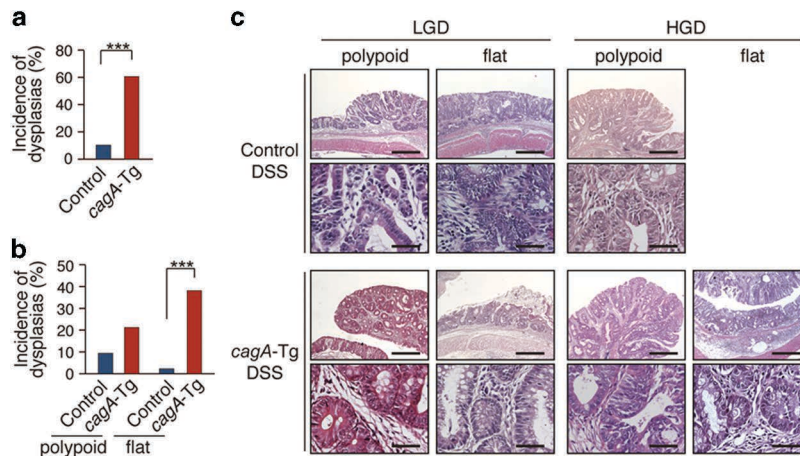 a
Incidence of
dysplasias (%)
80
60
40
20
0
***
Control
cagA-Tg
b
Incidence of
dysplasias (%)
50
40
30
20
10
0
***
Control
cagA-Tg
Control
cagA-Tg
polypoid
flat
c
LGD
HGD
polypoid
flat
polypoid
flat
Control
DSS
cagA-Tg
DSS